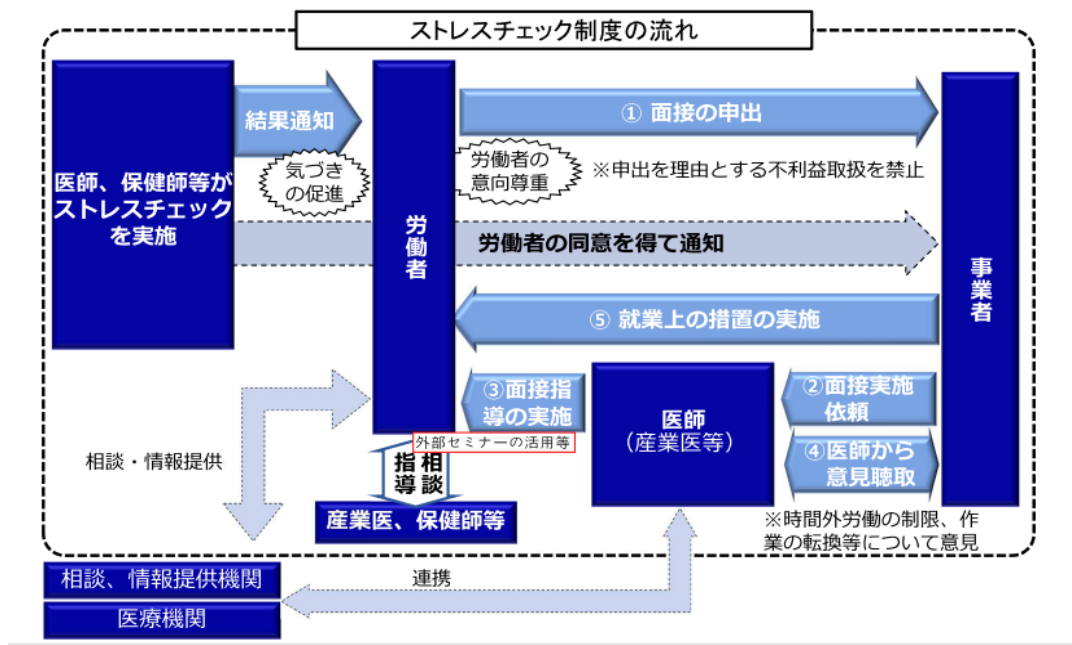 ストレスチェック制度の流れ
医師、保健師等が
ストレスチェック
を実施
結果通知
気づき
の促進
労働者
① 面接の申出
労働者の
意向尊重
※申出を理由とする不利益取扱を禁止
労働者の同意を得て通知
事業者
⑤ 就業上の措置の実施
③面接指
導の実施
医師
（産業医等）
②面接実施
依頼
④医師から
意見聴取
※時間外労働の制限、作
業の転換等について意見
外部セミナーの活用等
相談
指導
産業医、保健師等
相談・情報提供
相談、情報提供機関
医療機関
連携